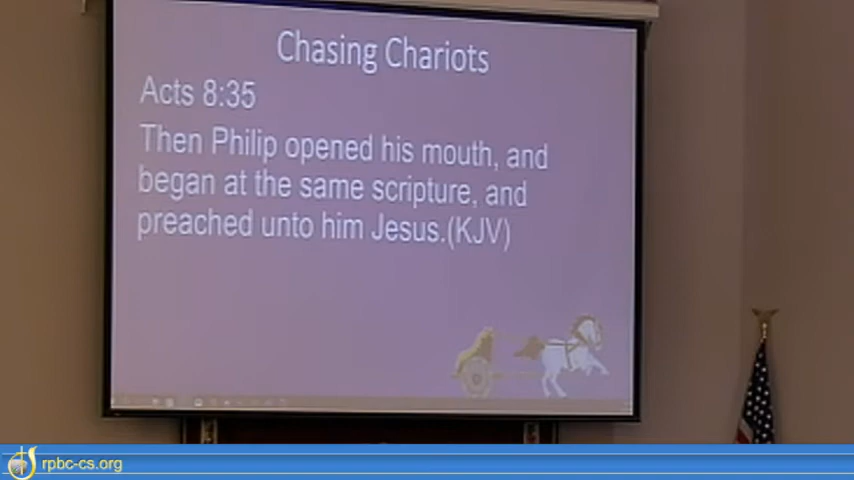 Chasing Chariots
Acts 8:35
Then Philip opened his mouth, and
began at the same scripture, and
preached unto him Jesus.(KJV)
rpbc-cs.org